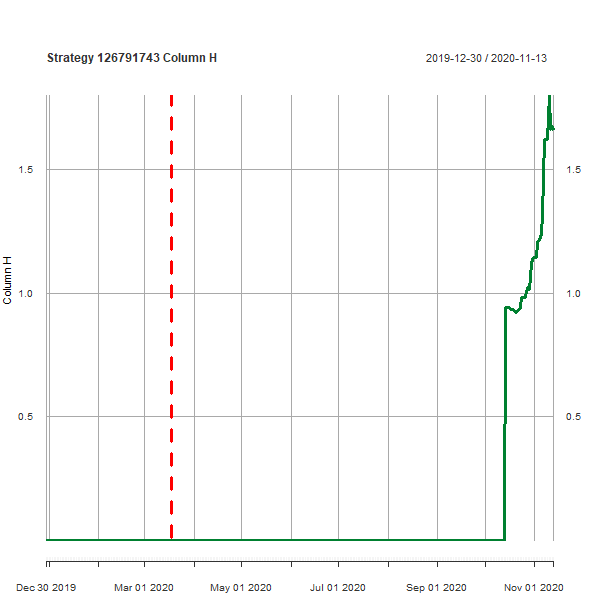 Strategy 126791743 Column H
2019-12-30 / 2020-11-13
1.5
1.5
Column H
1.0
1.0
0.5
0.5
Dec 30 2019
Mar 01 2020
May 01 2020
Jul 01 2020
Sep 01 2020
Nov 01 2020